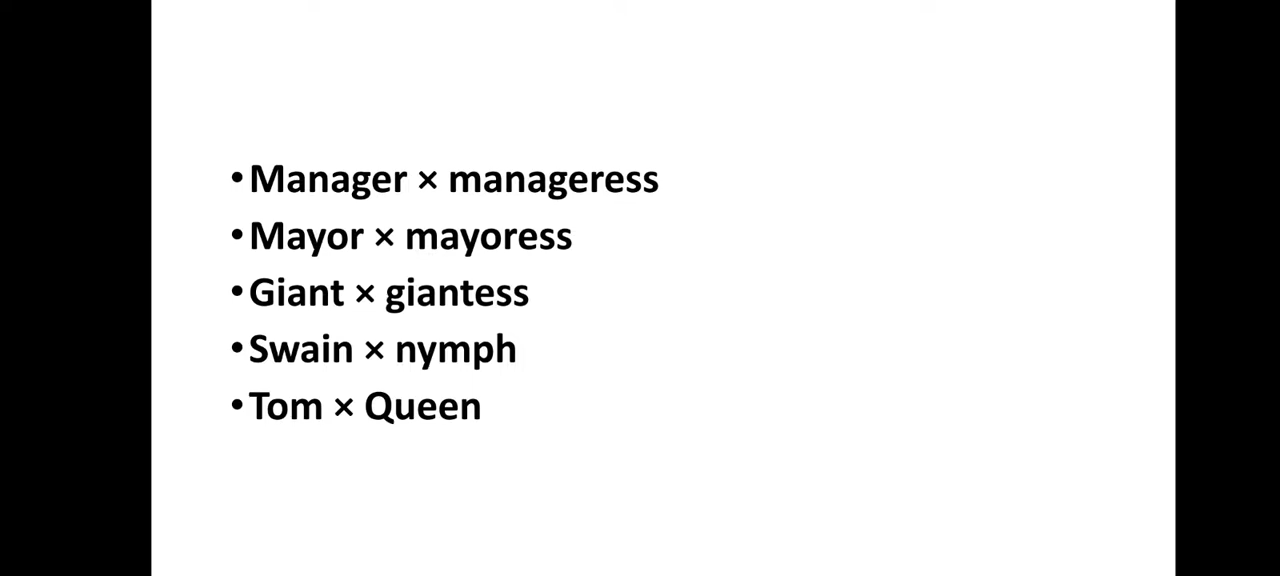 • Manager × manageress
• Mayor × mayoress
• Giant × giantess
• Swain × nymph
• Tom × Queen